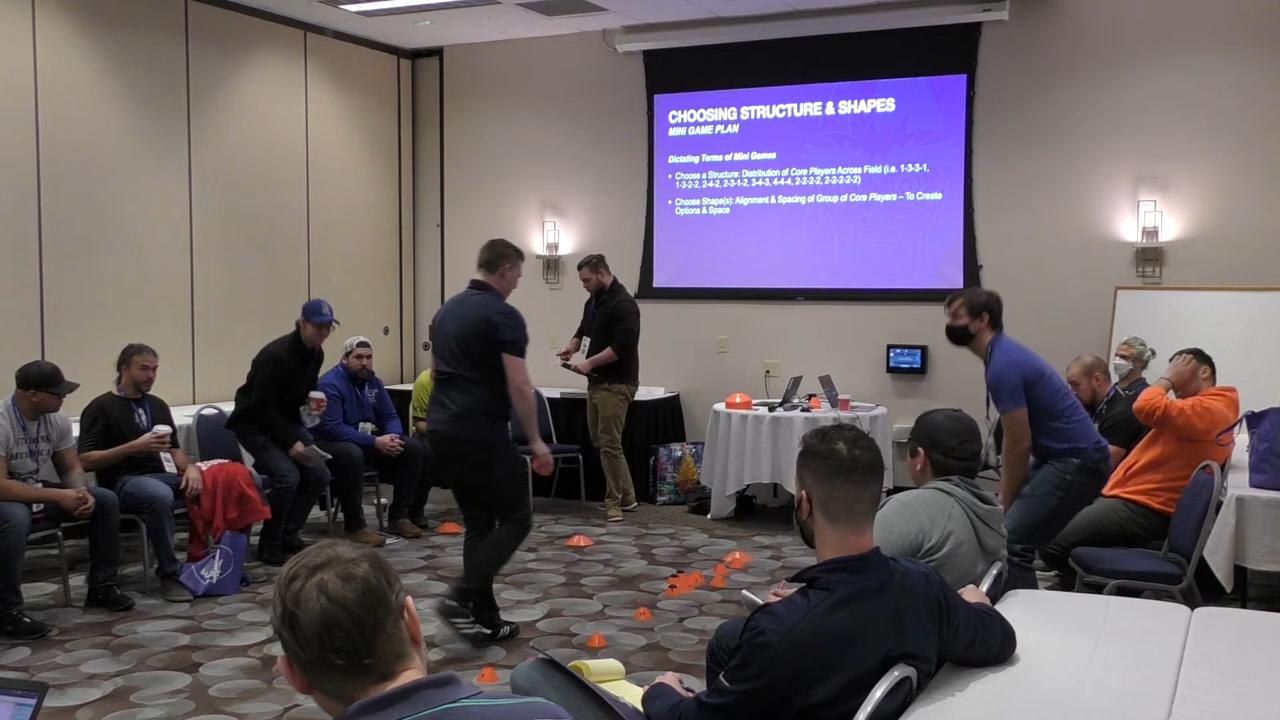 CHOOSING STRUCTURE & SHAPES
MINI GAME PLAN
Dictating Terms of Mini Games
• Choose a Structure: Distribution of Core Players Across Field (i.e. 1-3-3-1,
1-3-2-2, 2-4-2, 2-3-1-2, 3-4-3, 4-4-4, 2-2-2-2, 2-2-2-2-2)
• Choose Shape(s): Alignment & Spacing of Group of Core Players – To Create
Options & Space